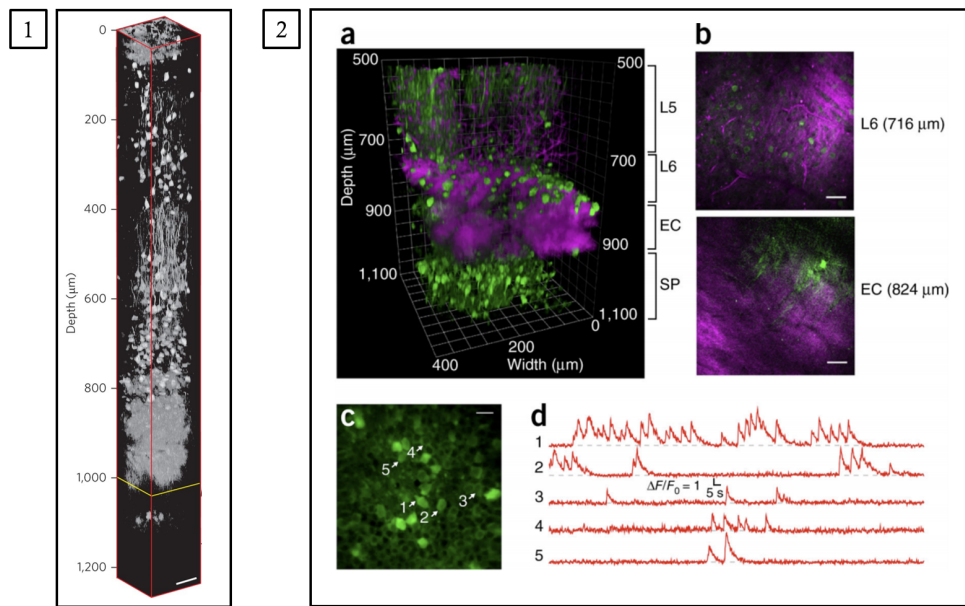 1
0
200
400
600
800
1,000
1,200
Depth (µm)
2
a
500
700
900
1,100
Depth (µm)
500
700
900
1,100
0
200
400
Width (µm)
L5
L6
EC
SP
b
L6 (716 µm)
EC (824 µm)
c
4
5
1
2
3
d
1
2
3
4
5
ΔF/F0 = 1
5 s